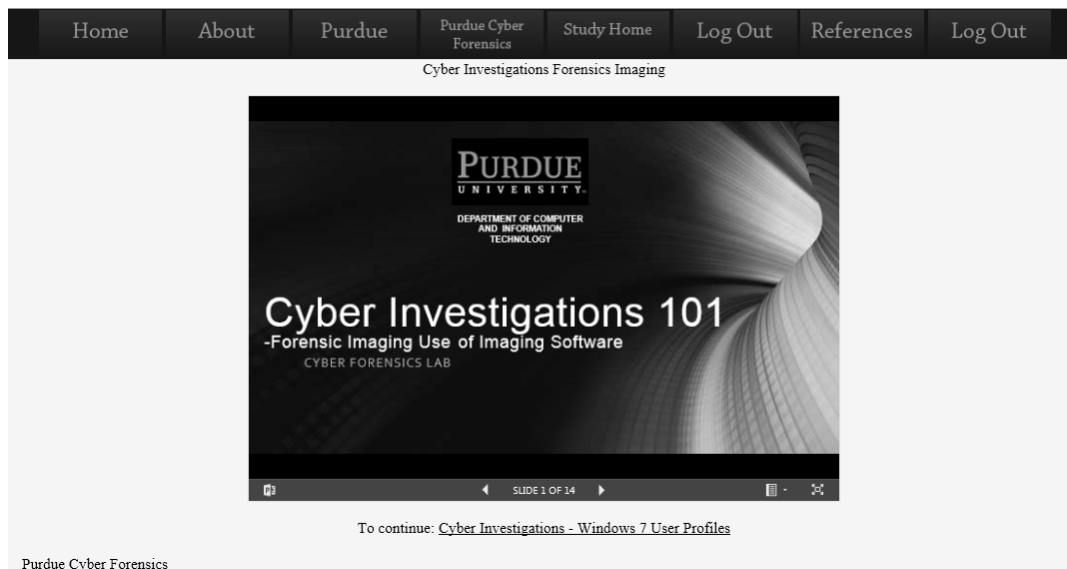 Home About Purdue Purdue Cyber Forensics Study Home Log Out References Log Out
Cyber Investigations Forensics Imaging
PURDUE
UNIVERSITY.
DEPARTMENT OF COMPUTER
AND INFORMATION
TECHNOLOGY
Cyber Investigations 101
-Forensic Imaging Use of Imaging Software
CYBER FORENSICS LAB
SLIDE 1 OF 14
To continue: Cyber Investigations - Windows 7 User Profiles
Purdue Cyber Forensics